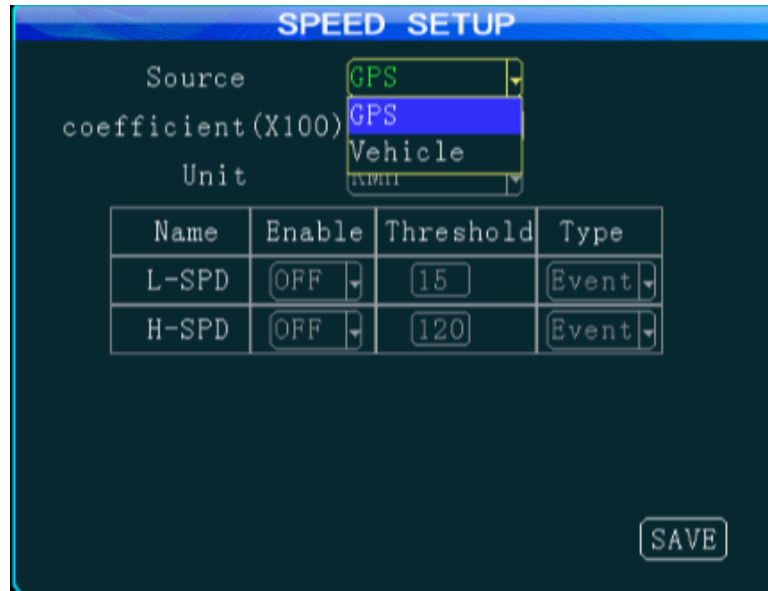 SPEED SETUP
Source GPS
coefficient(X100) GPS
Vehicle
Unit
Name Enable Threshold Type
L-SPD OFF 15 Event
H-SPD OFF 120 Event
SAVE